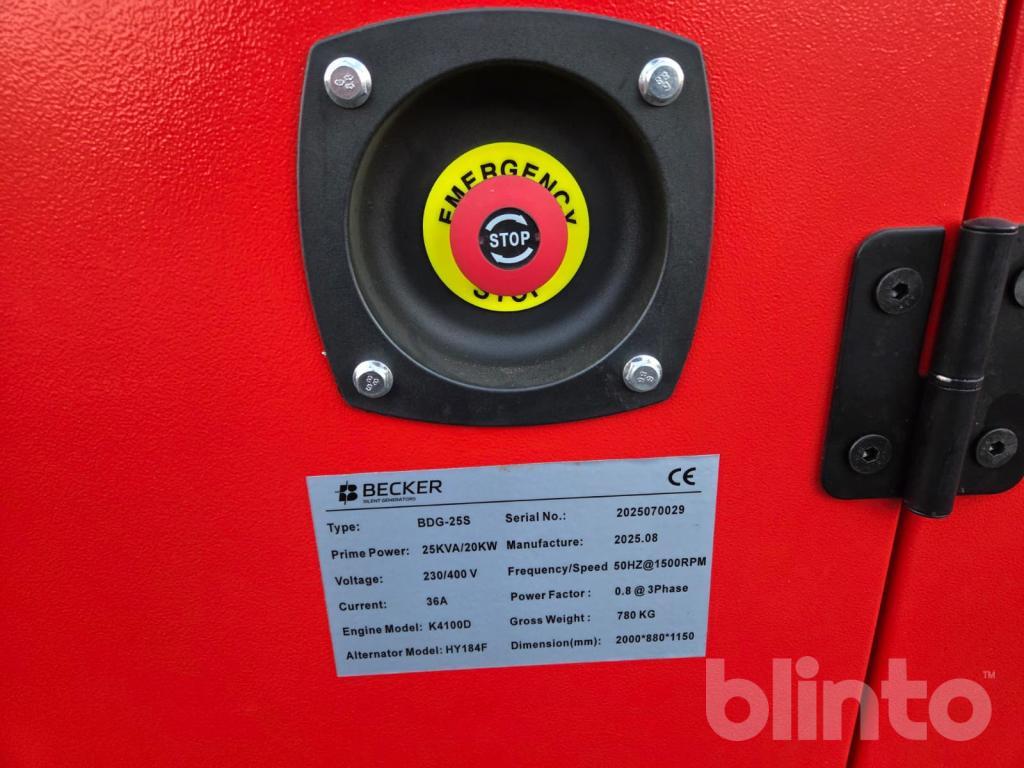 EMERGENCY
STOP
STOP
BECKER
SILENT GENERATORS
CE
Type: BDG-25S Serial No.: 2025070029
Prime Power: 25KVA/20KW Manufacture: 2025.08
Voltage: 230/400 V Frequency/Speed 50HZ@1500RPM
Current: 36A Power Factor : 0.8 @ 3Phase
Engine Model: K4100D Gross Weight : 780 KG
Alternator Model: HY184F Dimension(mm): 2000*880*1150
blinto™